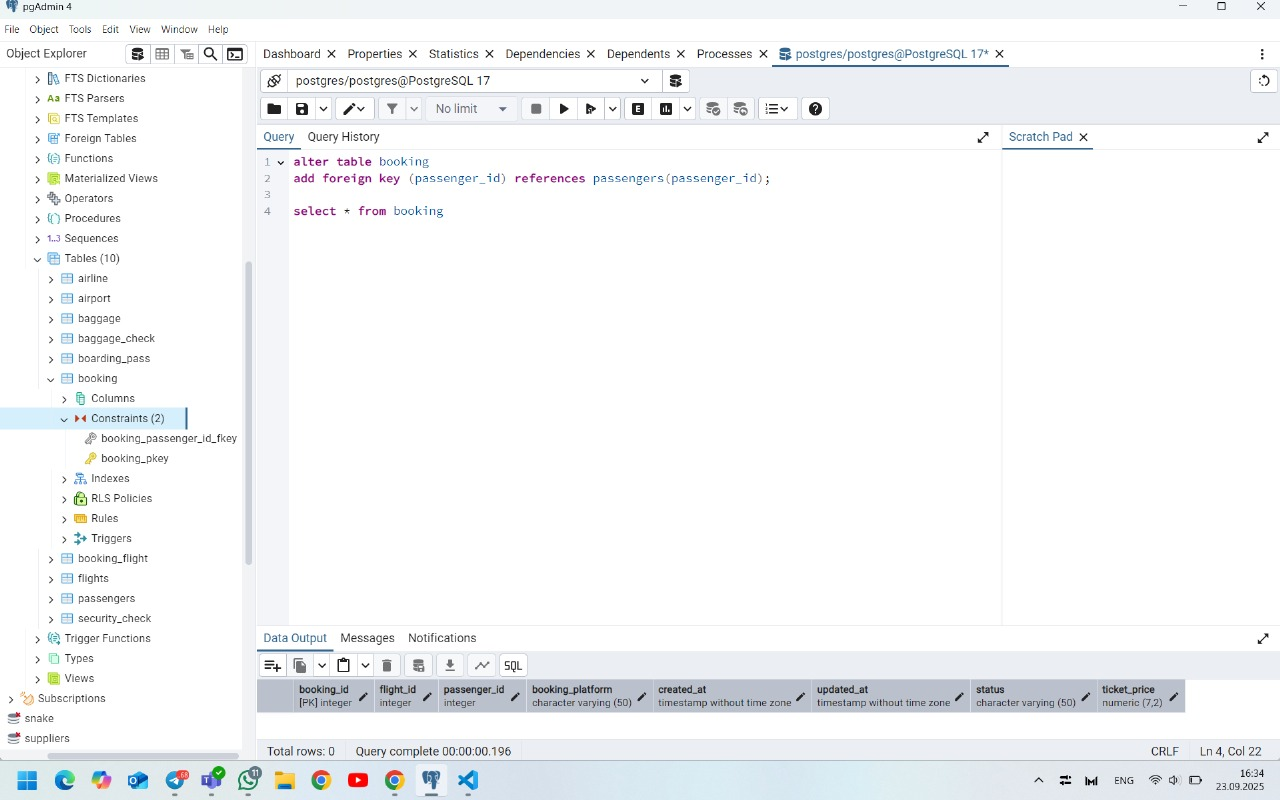 pgAdmin 4
File Object Tools Edit View Window Help
Object Explorer
Dashboard Properties Statistics Dependencies Dependents Processes postgres/postgres@PostgreSQL 17*
postgres/postgres@PostgreSQL 17
No limit
E
Query Query History
Scratch Pad
1 alter table booking
2 add foreign key (passenger_id) references passengers(passenger_id);
3
4 select * from booking
FTS Dictionaries
Aa FTS Parsers
FTS Templates
Foreign Tables
Functions
Materialized Views
Operators
Procedures
1..3 Sequences
Tables (10)
airline
airport
baggage
baggage_check
boarding_pass
booking
Columns
Constraints (2)
booking_passenger_id_fkey
booking_pkey
Indexes
RLS Policies
Rules
Triggers
booking_flight
flights
passengers
security_check
Trigger Functions
Types
Views
Subscriptions
snake
suppliers
Data Output Messages Notifications
SQL
booking_id flight_id passenger_id booking_platform created_at updated_at status ticket_price
[PK] integer integer integer character varying (50) timestamp without time zone timestamp without time zone character varying (50) numeric (7,2)
Total rows: 0 Query complete 00:00:00.196 CRLF Ln 4, Col 22
68 11
ENG
16:34
23.09.2025